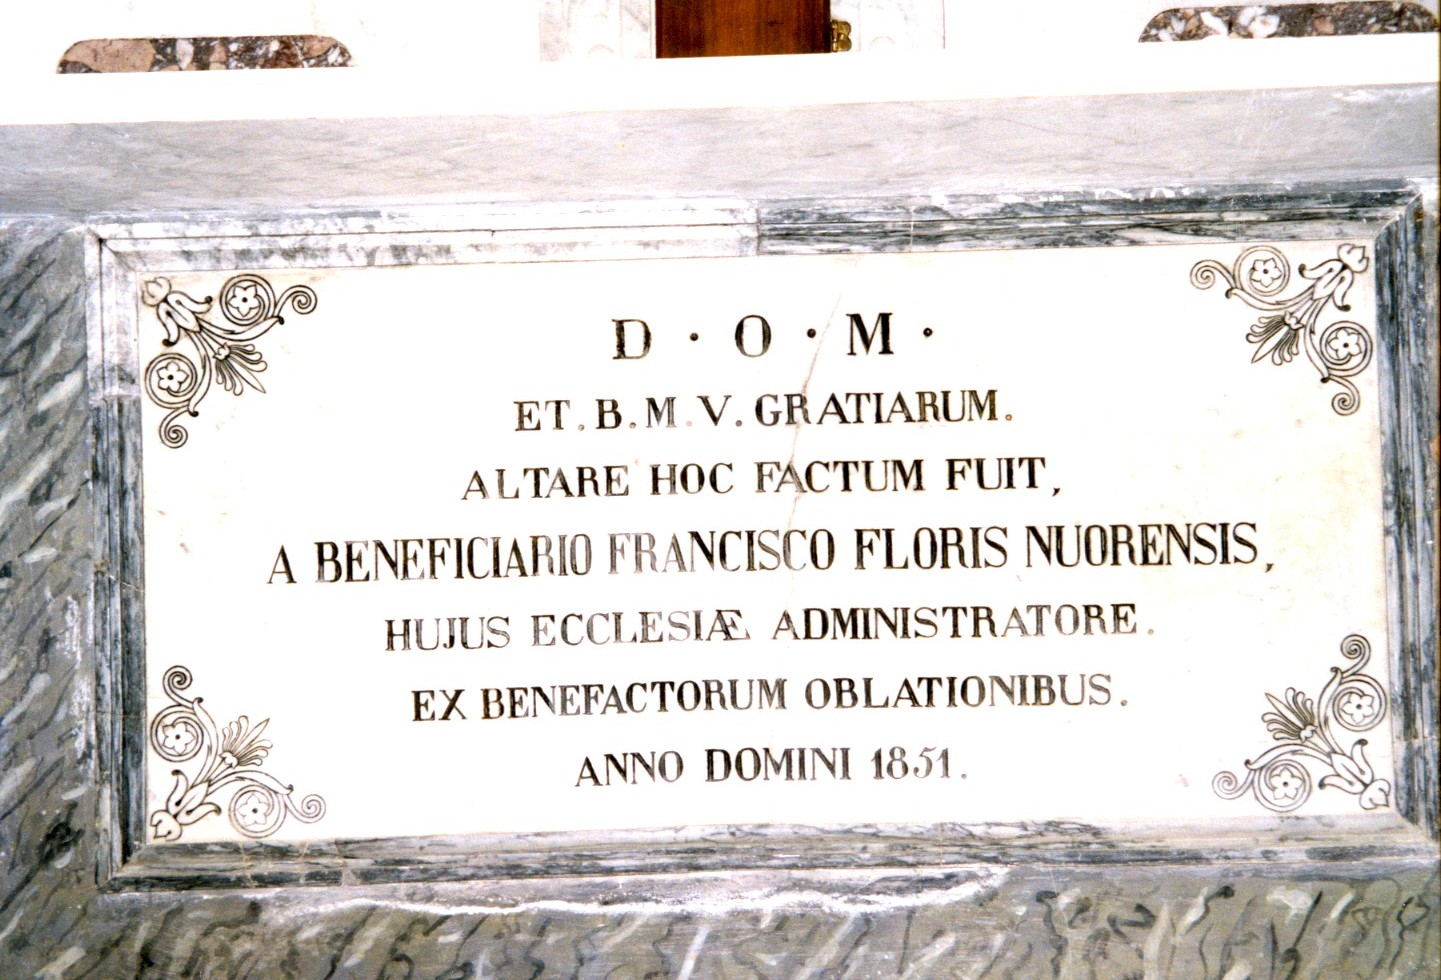 D · O · M ·
ET. B. M. V. GRATIARUM.
ALTARE HOC FACTUM FUIT,
A BENEFICIARIO FRANCISCO FLORIS NUORENSIS,
HUJUS ECCLESIÆ ADMINISTRATORE.
EX BENEFACTORUM OBLATIONIBUS.
ANNO DOMINI 1851.